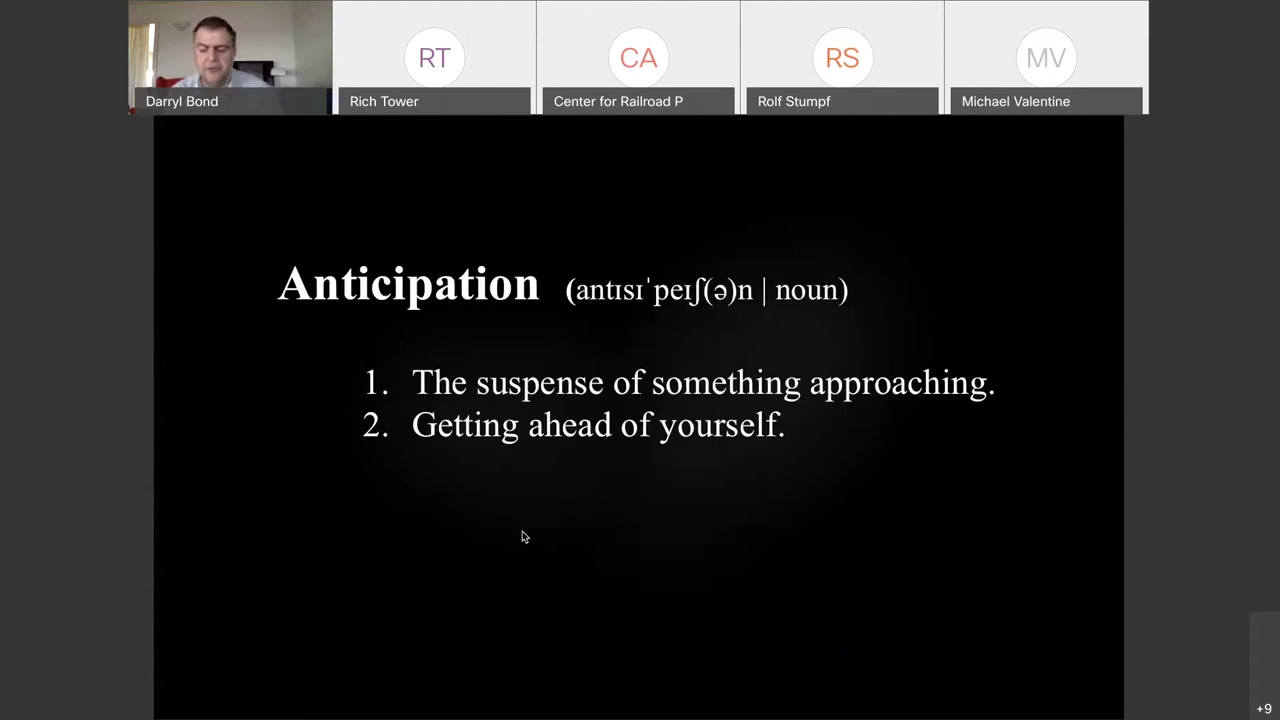 RT
CA
RS
MV
Darryl Bond
Rich Tower
Center for Railroad P
Rolf Stumpf
Michael Valentine
Anticipation (antɪsɪˈpeɪʃ(ə)n | noun)
1. The suspense of something approaching.
2. Getting ahead of yourself.
+9